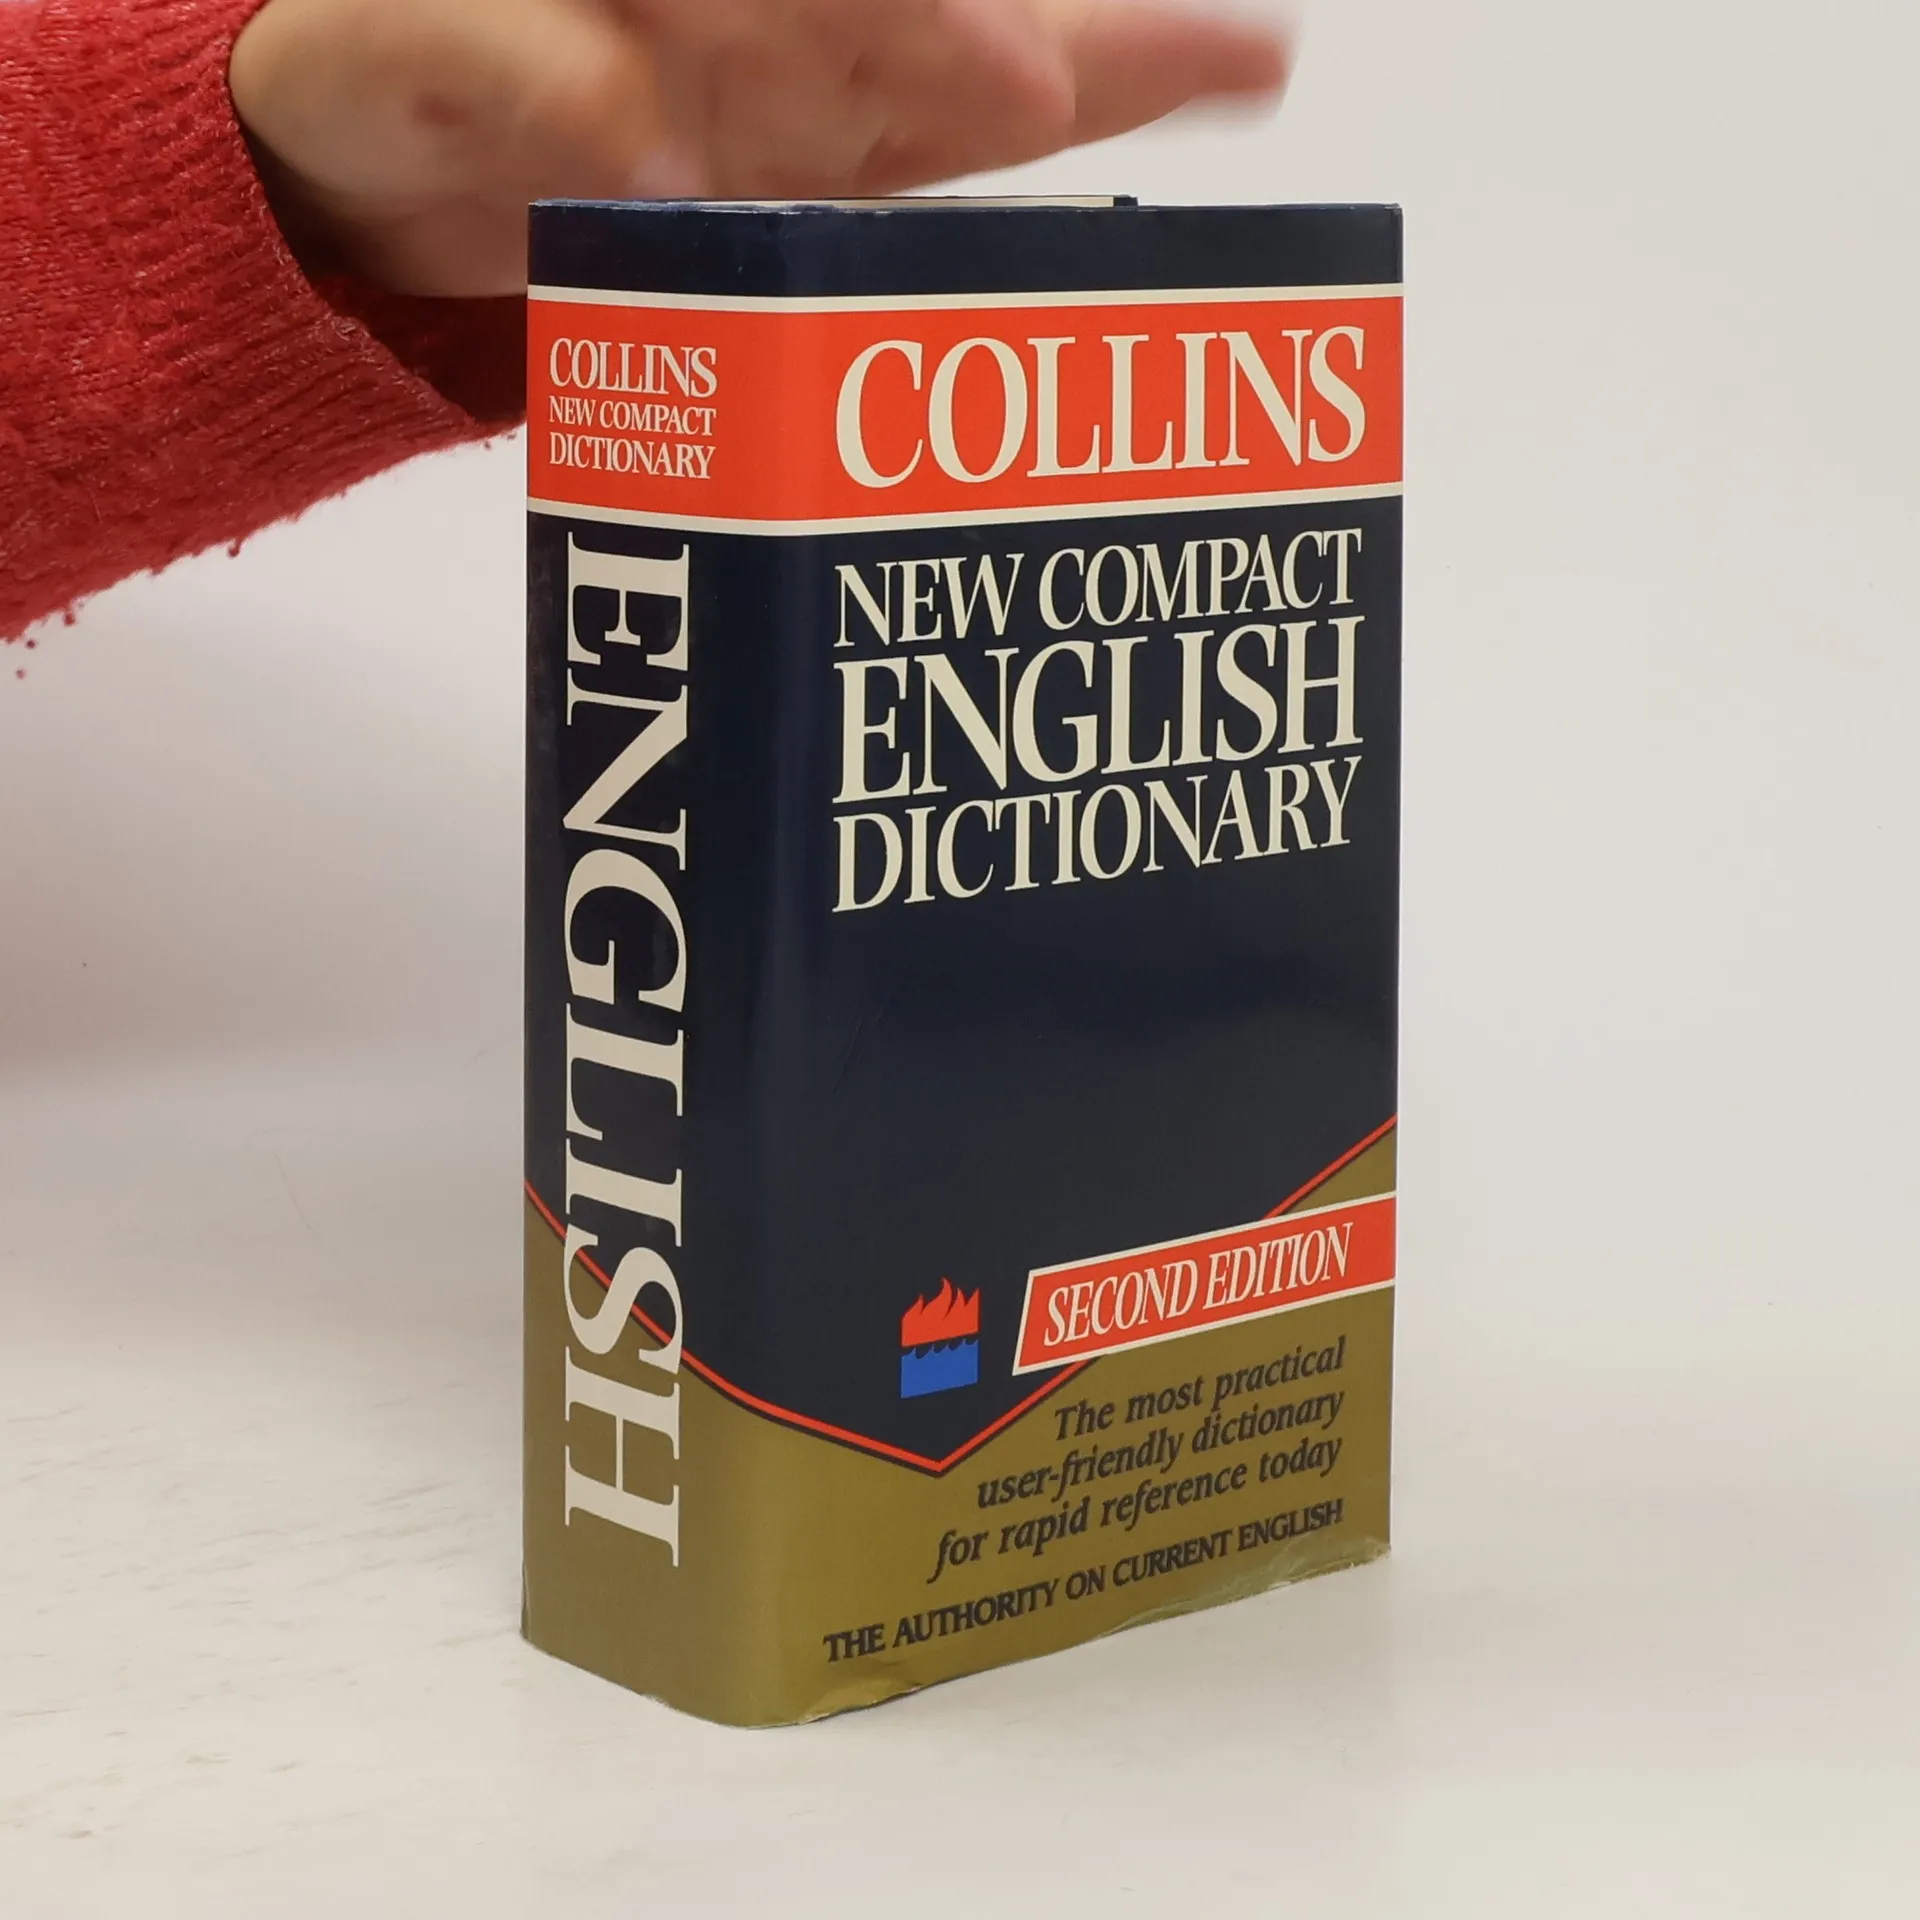 COLLINS
NEW COMPACT
DICTIONARY
ENGLISH
COLLINS
NEW COMPACT
ENGLISH
DICTIONARY
SECOND EDITION
The most practical
user-friendly dictionary
for rapid reference today
THE AUTHORITY ON CURRENT ENGLISH